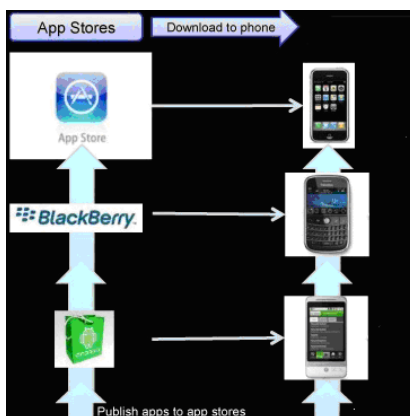 App Stores
Download to phone
App Store
BlackBerry
Publish apps to app stores